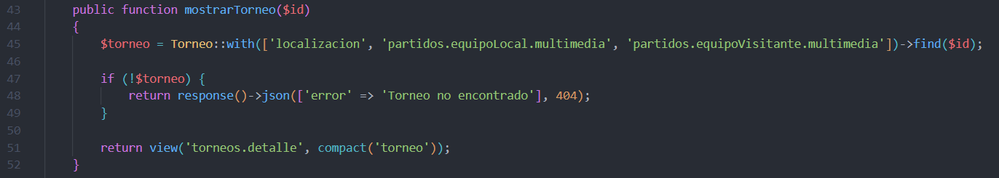 43 public function mostrarTorneo($id)
44 {
45 $torneo = Torneo::with(['localizacion', 'partidos.equipoLocal.multimedia', 'partidos.equipoVisitante.multimedia'])->find($id);
46
47 if (!$torneo) {
48 return response()->json(['error' => 'Torneo no encontrado'], 404);
49 }
50
51 return view('torneos.detalle', compact('torneo'));
52 }